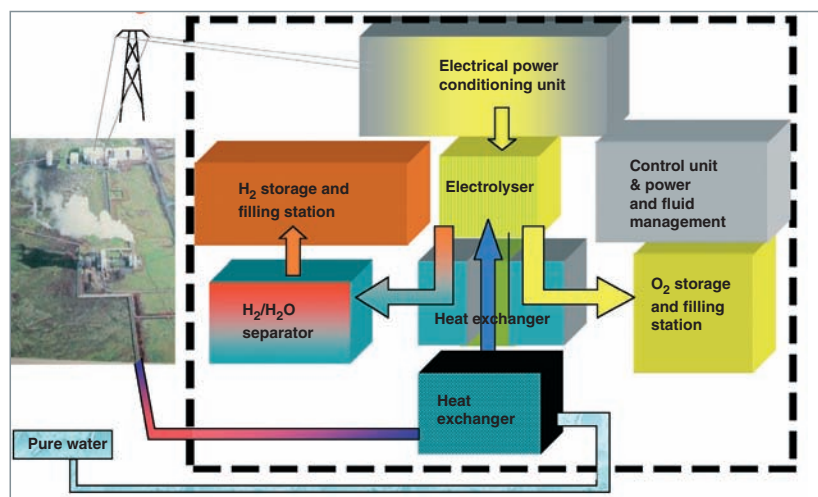 Electrical power
conditioning unit
H₂ storage and
filling station
Electrolyser
Control unit
& power
and fluid
management
H₂/H₂O
separator
Heat exchanger
O₂ storage
and filling
station
Heat
exchanger
Pure water